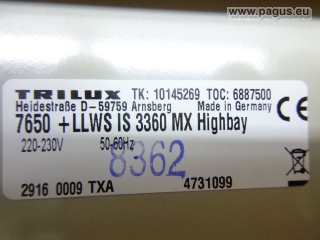 www.pagus.eu
TRILUX TK: 10145269 TOC: 6887500
Heidestraße D-59759 Arnsberg Made in Germany
7650 +LLWS IS 3360 MX Highbay
220-230V 50-60Hz
8362
2916 0009 TXA 4731099
CE